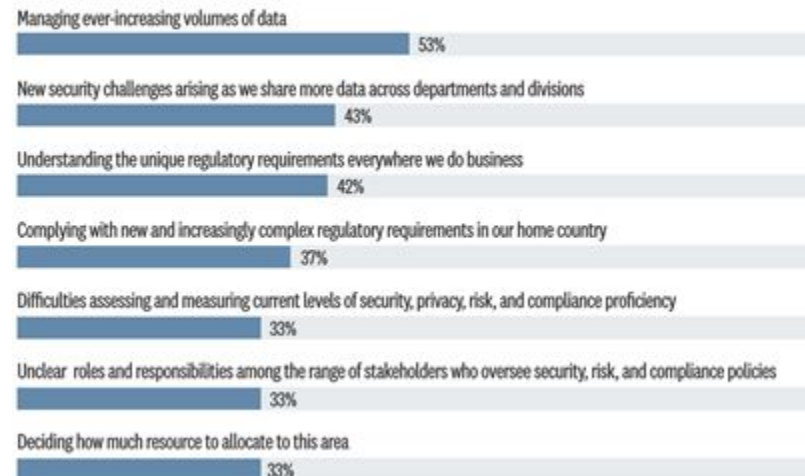 Managing ever-increasing volumes of data
53%
New security challenges arising as we share more data across departments and divisions
43%
Understanding the unique regulatory requirements everywhere we do business
42%
Complying with new and increasingly complex regulatory requirements in our home country
37%
Difficulties assessing and measuring current levels of security, privacy, risk, and compliance proficiency
33%
Unclear roles and responsibilities among the range of stakeholders who oversee security, risk, and compliance policies
33%
Deciding how much resource to allocate to this area
33%